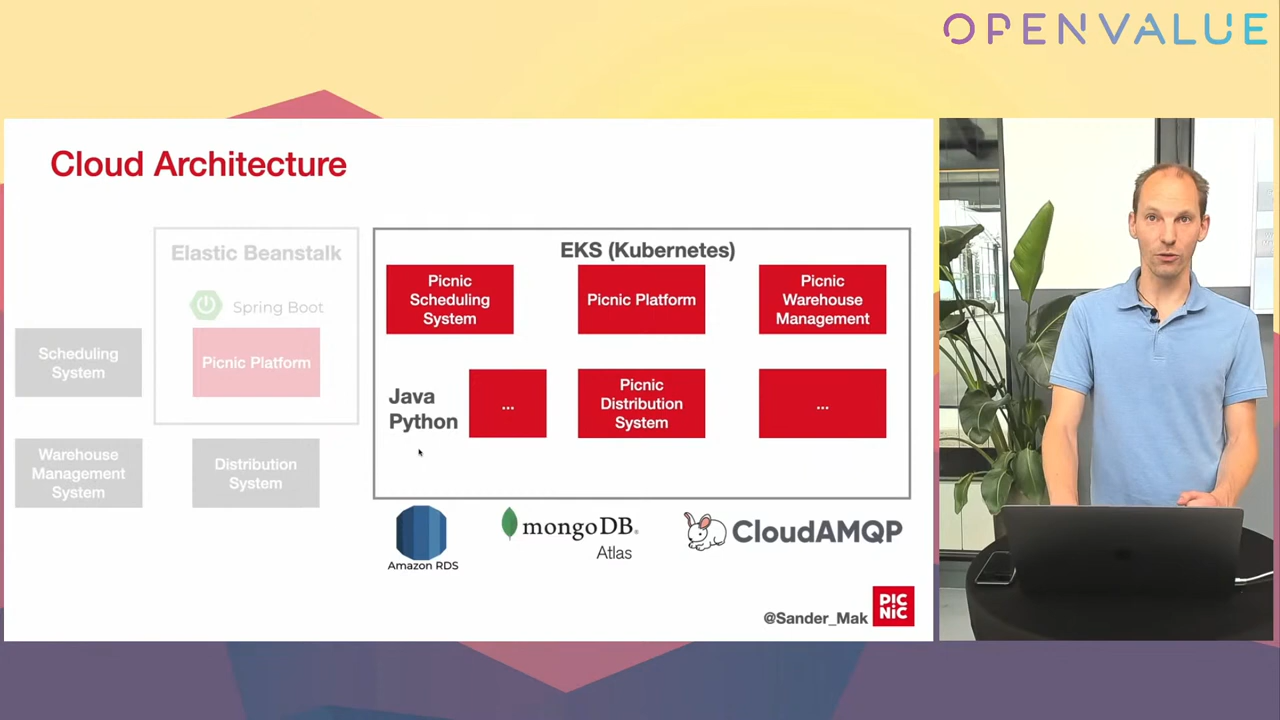 OPENVALUE
Cloud Architecture
Elastic Beanstalk
Spring Boot
Picnic Platform
Scheduling
System
Warehouse
Management
System
Distribution
System
EKS (Kubernetes)
Picnic
Scheduling
System
Picnic Platform
Picnic
Warehouse
Management
Java
Python
...
Picnic
Distribution
System
...
Amazon RDS
mongoDB.
Atlas
CloudAMQP
@Sander_Mak
PIC
NIC